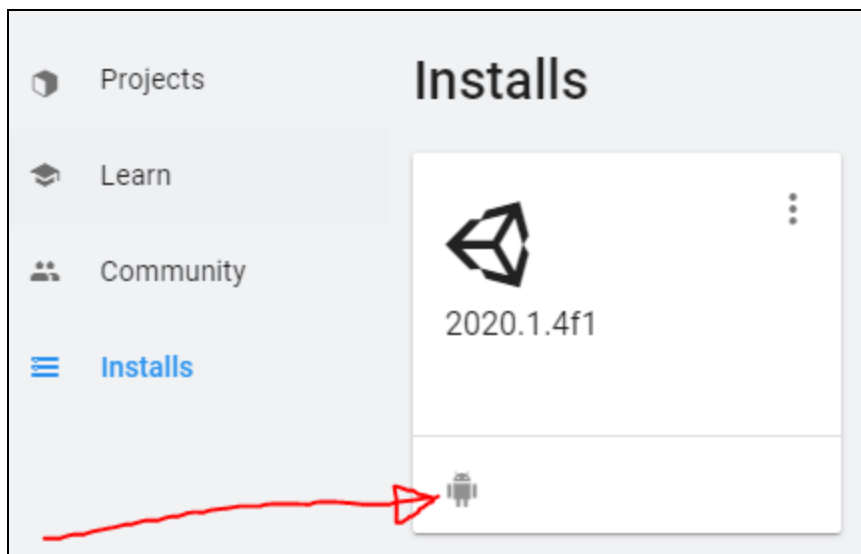 Projects
Learn
Community
Installs
Installs
2020.1.4f1